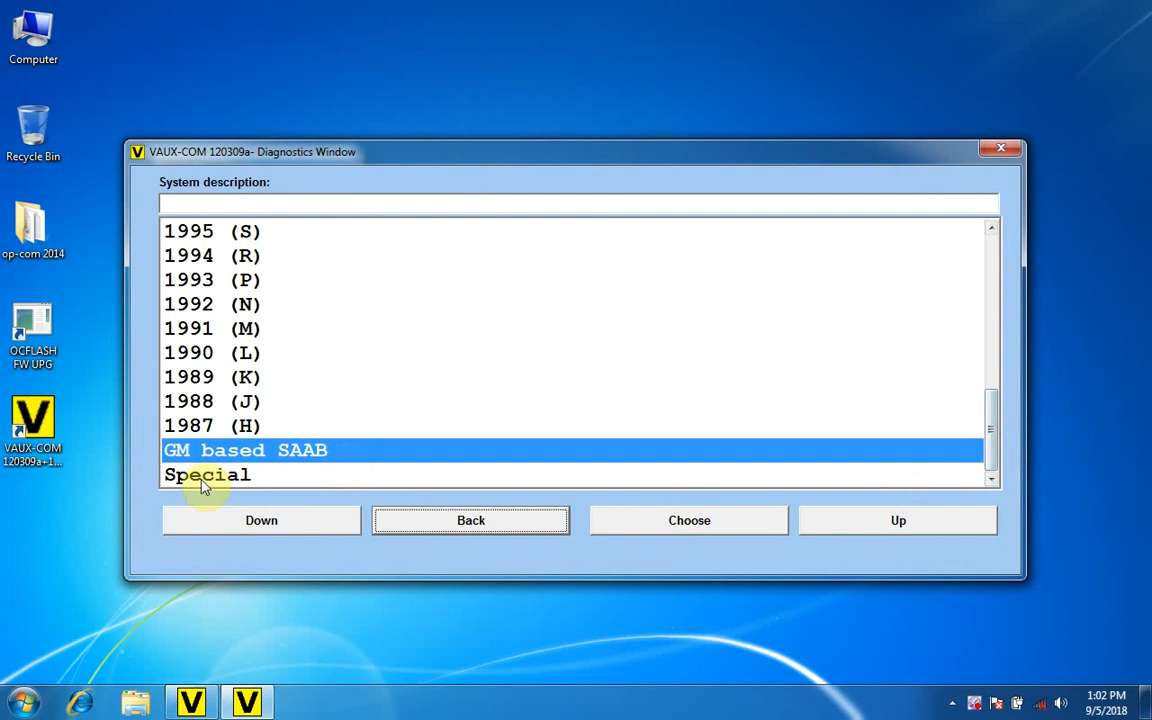 Computer
Recycle Bin
op-com 2014
OCFLASH
FW UPG
VAUX-COM
120309a+1...
VAUX-COM 120309a- Diagnostics Window
System description:
1995 (S)
1994 (R)
1993 (P)
1992 (N)
1991 (M)
1990 (L)
1989 (K)
1988 (J)
1987 (H)
GM based SAAB
Special
Down
Back
Choose
Up
1:02 PM
9/5/2018